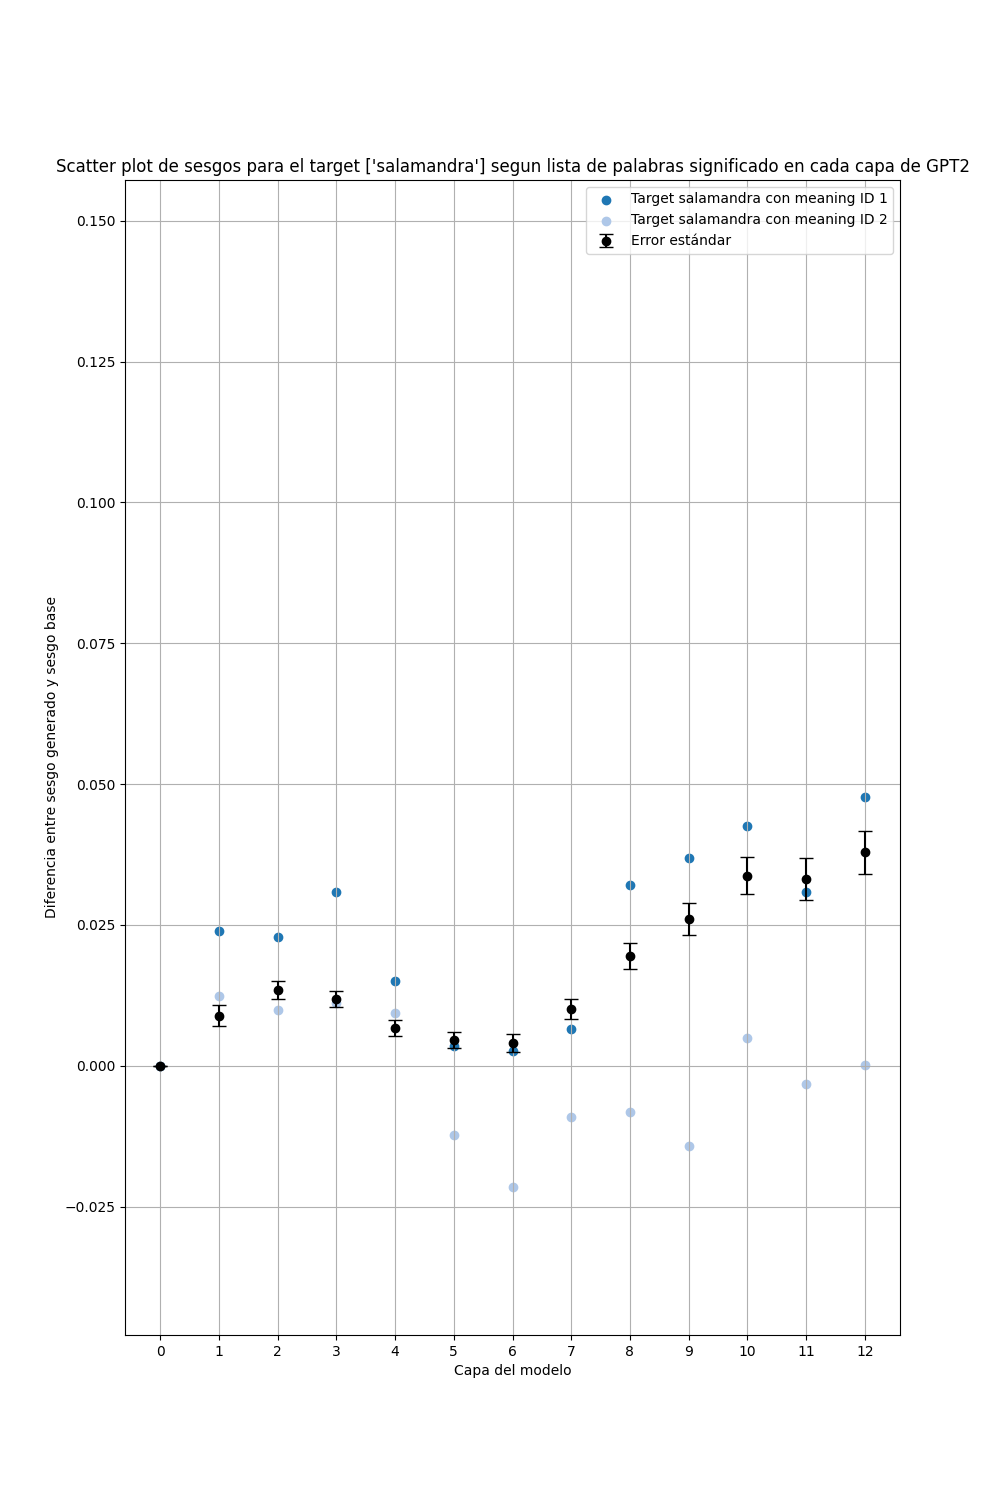 Scatter plot de sesgos para el target ['salamandra'] segun lista de palabras significado en cada capa de GPT2
Target salamandra con meaning ID 1
Target salamandra con meaning ID 2
Error estándar
Diferencia entre sesgo generado y sesgo base
0.150
0.125
0.100
0.075
0.050
0.025
0.000
−0.025
0 1 2 3 4 5 6 7 8 9 10 11 12
Capa del modelo